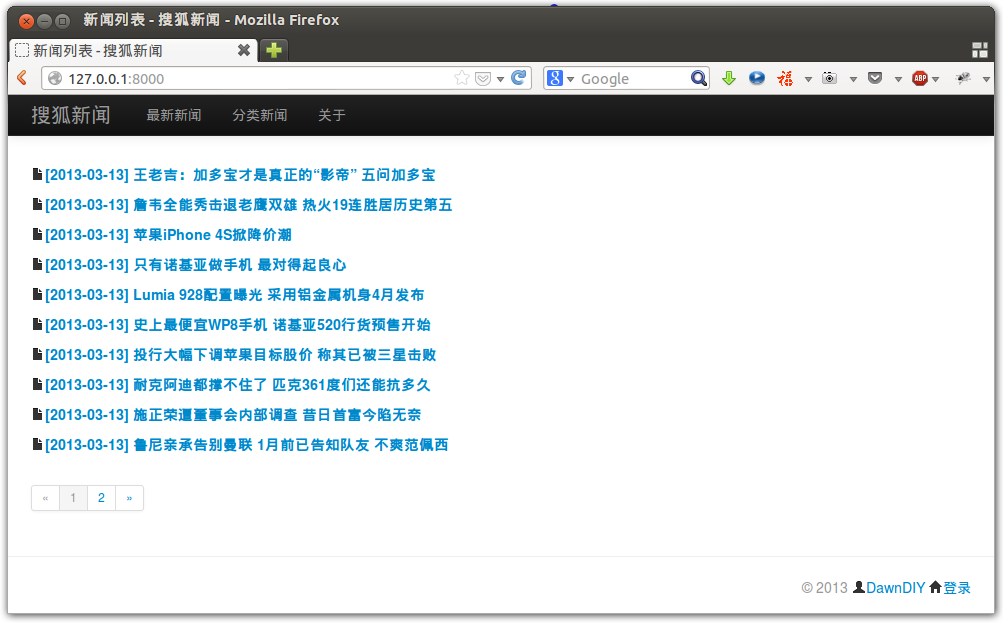 新闻列表 - 搜狐新闻 - Mozilla Firefox
新闻列表 - 搜狐新闻
127.0.0.1:8000
8 Google
福
ABP
搜狐新闻 最新新闻 分类新闻 关于
[2013-03-13] 王老吉：加多宝才是真正的“影帝” 五问加多宝
[2013-03-13] 詹韦全能秀击退老鹰双雄 热火19连胜居历史第五
[2013-03-13] 苹果iPhone 4S掀降价潮
[2013-03-13] 只有诺基亚做手机 最对得起良心
[2013-03-13] Lumia 928配置曝光 采用铝金属机身4月发布
[2013-03-13] 史上最便宜WP8手机 诺基亚520行货预售开始
[2013-03-13] 投行大幅下调苹果目标股价 称其已被三星击败
[2013-03-13] 耐克阿迪都撑不住了 匹克361度们还能抗多久
[2013-03-13] 施正荣遭董事会内部调查 昔日首富今陷无奈
[2013-03-13] 鲁尼亲承告别曼联 1月前已告知队友 不爽范佩西
« 1 2 »
© 2013 DawnDIY 登录